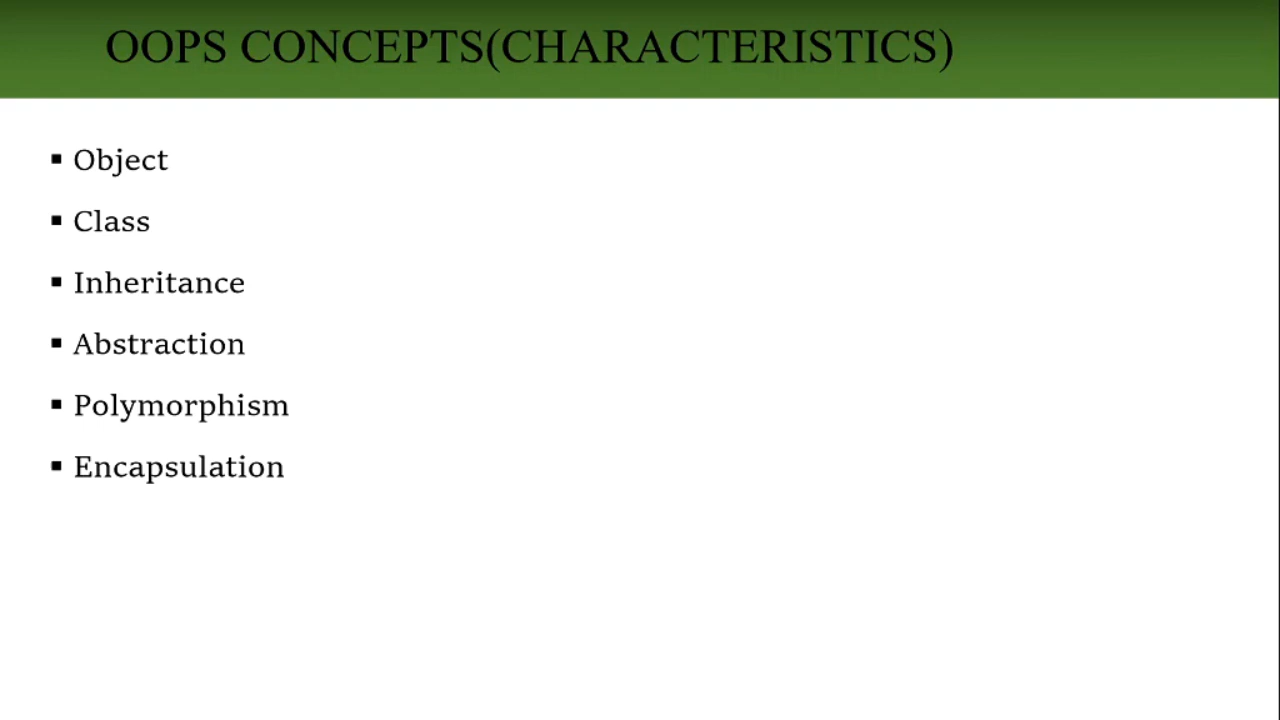 OOPS CONCEPTS(CHARACTERISTICS)
▪ Object
▪ Class
▪ Inheritance
▪ Abstraction
▪ Polymorphism
▪ Encapsulation